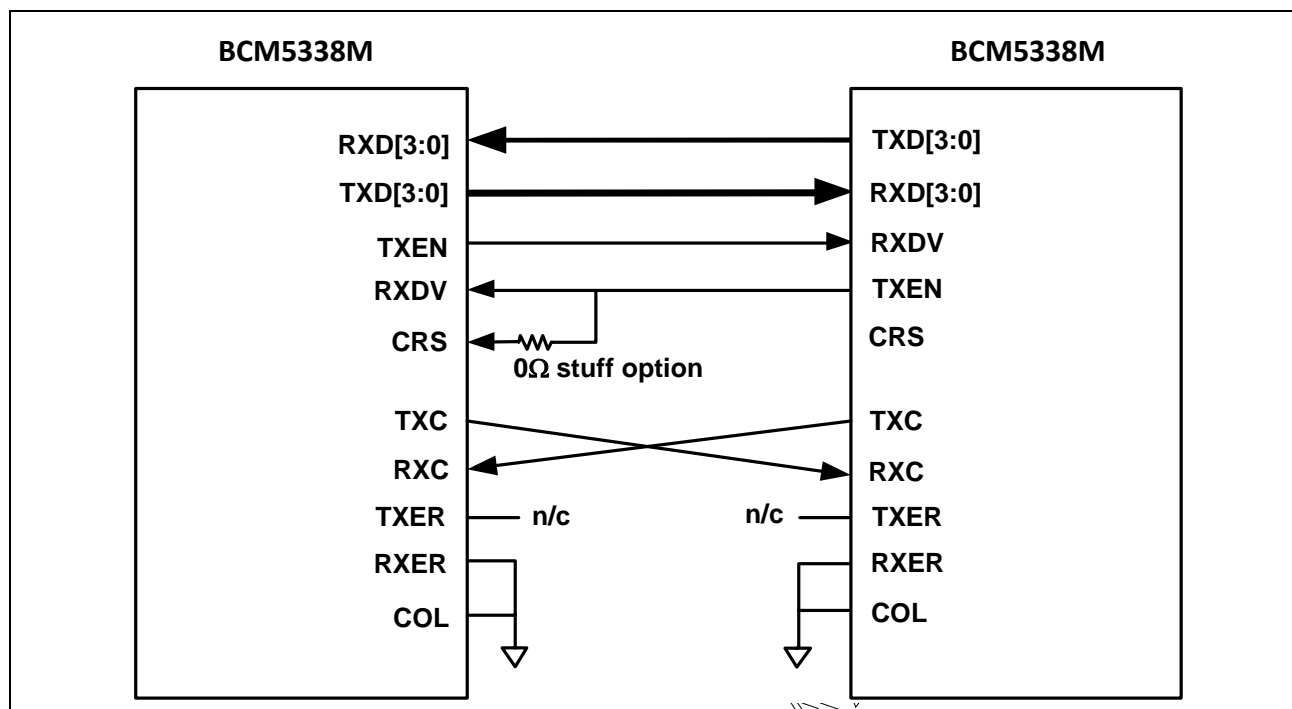 BCM5338M BCM5338M
RXD[3:0] TXD[3:0]
TXD[3:0] RXD[3:0]
TXEN RXDV
RXDV TXEN
CRS CRS
0Ω stuff option
TXC TXC
RXC RXC
TXER n/c n/c TXER
RXER RXER
COL COL